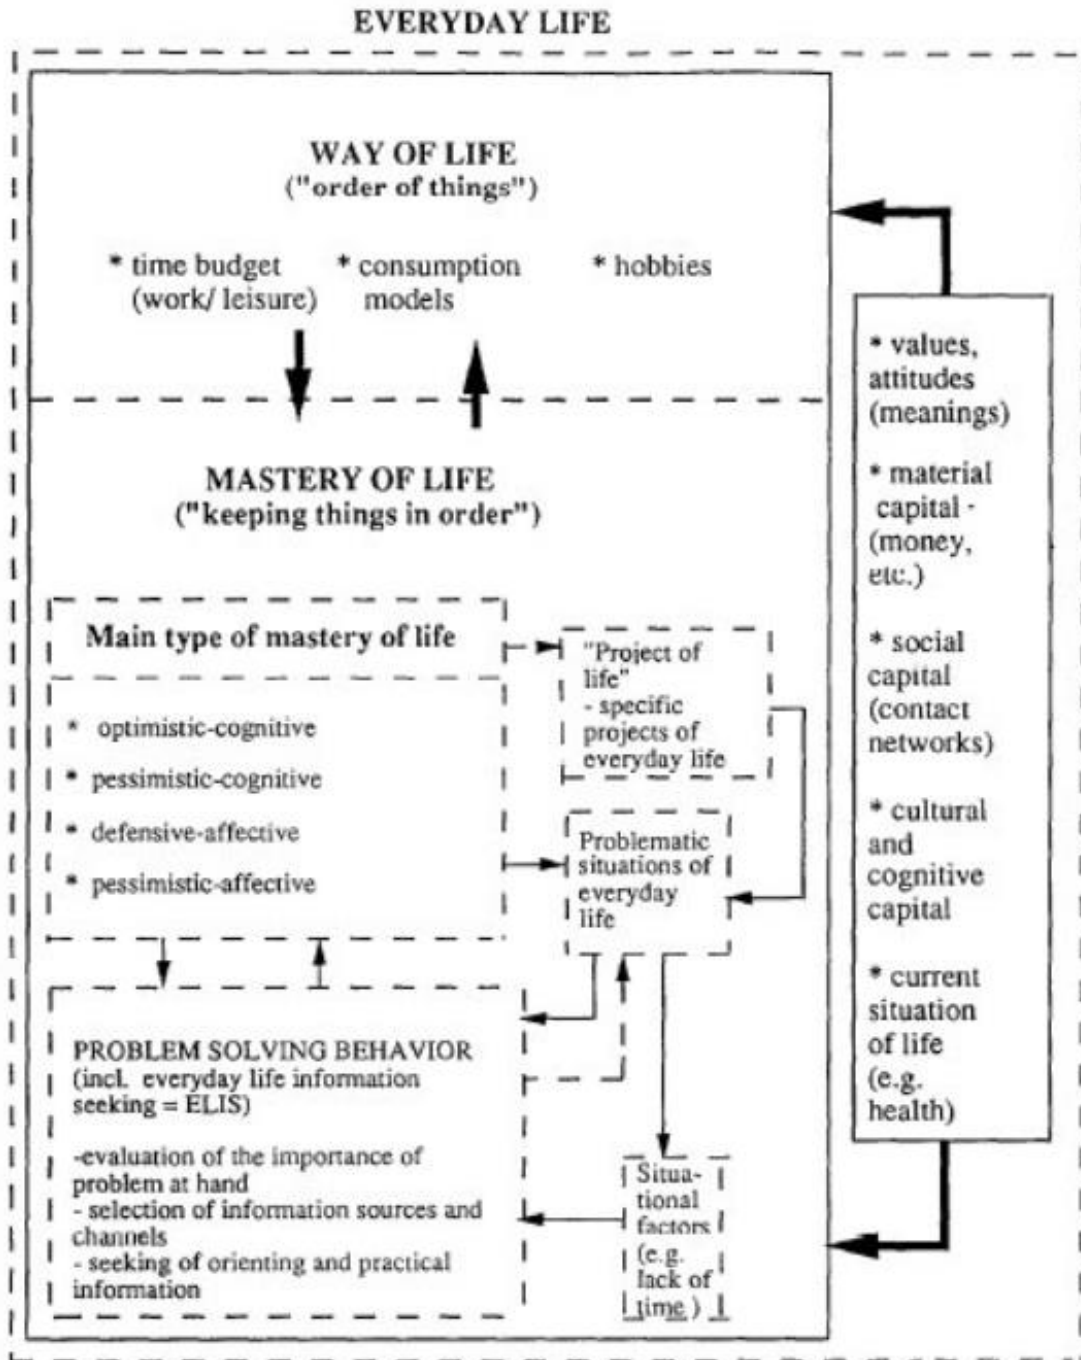 EVERYDAY LIFE
WAY OF LIFE
("order of things")
* time budget
(work/ leisure)
* consumption
models
* hobbies
MASTERY OF LIFE
("keeping things in order")
Main type of mastery of life
* optimistic-cognitive
* pessimistic-cognitive
* defensive-affective
* pessimistic-affective
"Project of
life"
- specific
projects of
everyday life
Problematic
situations of
everyday
life
PROBLEM SOLVING BEHAVIOR
(incl. everyday life information
seeking = ELIS)
-evaluation of the importance of
problem at hand
- selection of information sources and
channels
- seeking of orienting and practical
information
Situa-
tional
factors
(e.g.
lack of
time )
* values,
attitudes
(meanings)
* material
capital -
(money,
etc.)
* social
capital
(contact
networks)
* cultural
and
cognitive
capital
* current
situation
of life
(e.g.
health)